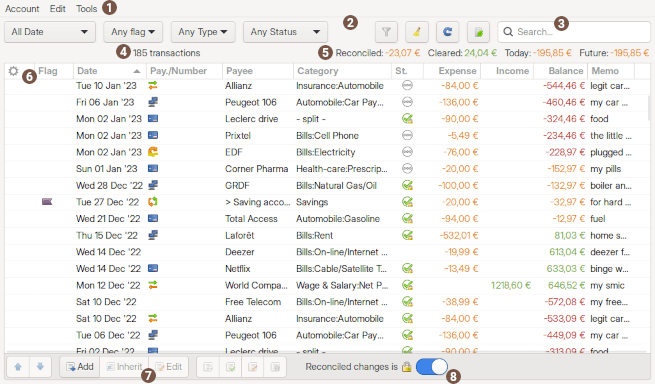 Account Edit Tools 1
All Date Any flag Any Type Any Status 2 Search... 3
4 185 transactions 5 Reconciled: -23,07 € Cleared: 24,04 € Today: -195,85 € Future: -195,85 €
6 Flag Date Pay./Number Payee Category St. Expense Income Balance Memo
Tue 10 Jan '23 Allianz Insurance:Automobile -84,00 € -544,46 € legit car...
Fri 06 Jan '23 Peugeot 106 Automobile:Car Pay... -136,00 € -460,46 € my car ...
Mon 02 Jan '23 Leclerc drive - split - -90,00 € -324,46 € food
Mon 02 Jan '23 Prixtel Bills:Cell Phone -5,49 € -234,46 € the little ...
Mon 02 Jan '23 EDF Bills:Electricity -76,00 € -228,97 € plugged ...
Sun 01 Jan '23 Corner Pharma Health-care:Prescrip... -20,00 € -152,97 € my pills
Wed 28 Dec '22 GRDF Bills:Natural Gas/Oil -100,00 € -132,97 € boiler an...
Tue 27 Dec '22 > Saving acco... Savings -20,00 € -32,97 € for hard ...
Wed 21 Dec '22 Total Access Automobile:Gasoline -94,00 € -12,97 € fuel
Thu 15 Dec '22 Laforêt Bills:Rent -532,01 € 81,03 € home s...
Wed 14 Dec '22 Deezer Bills:On-line/Internet ... -19,99 € 613,04 € deezer f...
Wed 14 Dec '22 Netflix Bills:Cable/Satellite T... -13,49 € 633,03 € binge w...
Mon 12 Dec '22 World Compa... Wage & Salary:Net P... 1 218,60 € 646,52 € my smic
Sat 10 Dec '22 Free Telecom Bills:On-line/Internet ... -38,99 € -572,08 € my free...
Sat 10 Dec '22 Allianz Insurance:Automobile -84,00 € -533,09 € legit car...
Tue 06 Dec '22 Peugeot 106 Automobile:Car Pay... -136,00 € -449,09 € my car ...
Fri 02 Dec '22 Leclerc drive - split - -90,00 € -313,09 € food
Add Inherit Edit 7 Reconciled changes is 8